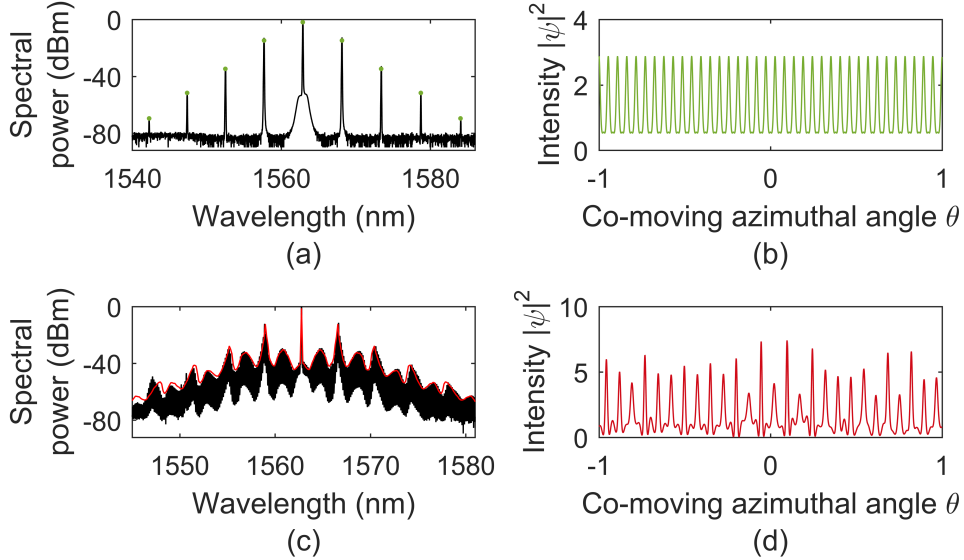 Spectral
power (dBm)
0
-40
-80
1540
1560
1580
Wavelength (nm)
(a)
Intensity |ψ|²
4
2
0
-1
0
1
Co-moving azimuthal angle θ
(b)
Spectral
power (dBm)
0
-40
-80
1550
1560
1570
1580
Wavelength (nm)
(c)
Intensity |ψ|²
10
5
0
-1
0
1
Co-moving azimuthal angle θ
(d)